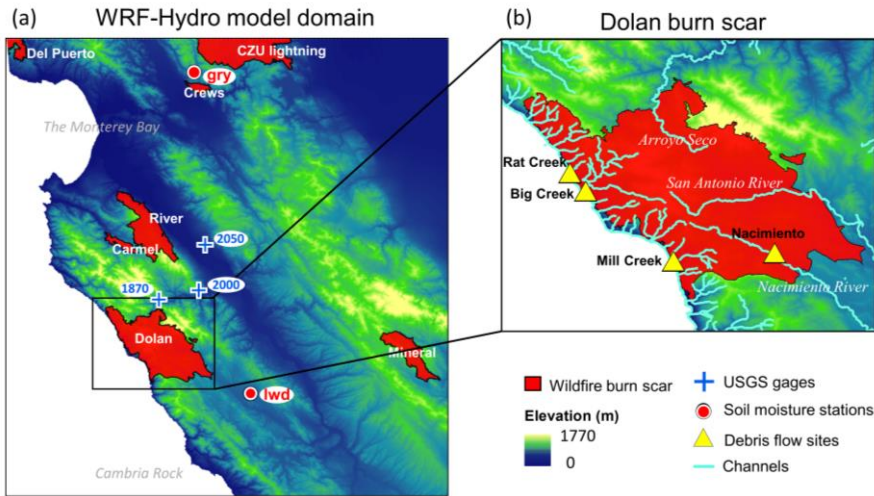 (a) WRF-Hydro model domain
Del Puerto
CZU lightning
gry
Crews
The Monterey Bay
River
Carmel
2050
2000
1870
Dolan
Mineral
lwd
Cambria Rock
(b) Dolan burn scar
Arroyo Seco
Rat Creek
San Antonio River
Big Creek
Nacimiento
Mill Creek
Nacimiento River
Wildfire burn scar
Elevation (m)
1770
0
USGS gages
Soil moisture stations
Debris flow sites
Channels